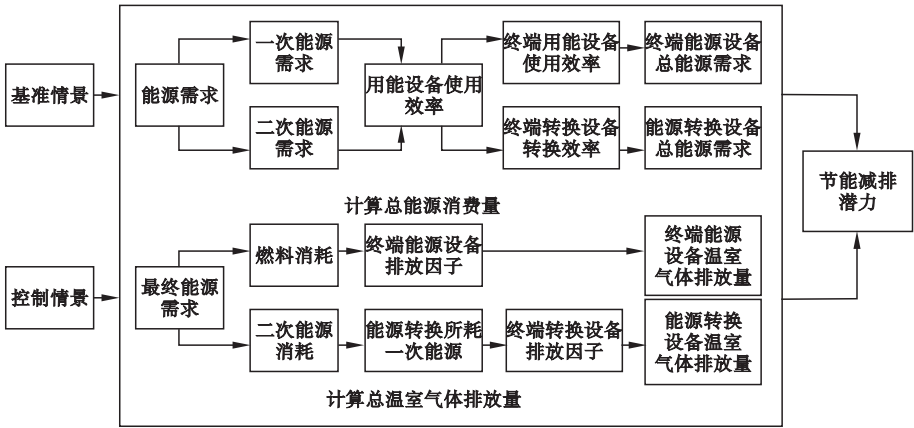 基准情景
能源需求
一次能源
需求
二次能源
需求
用能设备使用
效率
终端用能设备
使用效率
终端转换设备
转换效率
终端能源设备
总能源需求
能源转换设备
总能源需求
计算总能源消费量
控制情景
最终能源
需求
燃料消耗
终端能源设备
排放因子
终端能源
设备温室
气体排放量
二次能源
消耗
能源转换所耗
一次能源
终端转换设备
排放因子
能源转换
设备温室
气体排放量
计算总温室气体排放量
节能减排
潜力